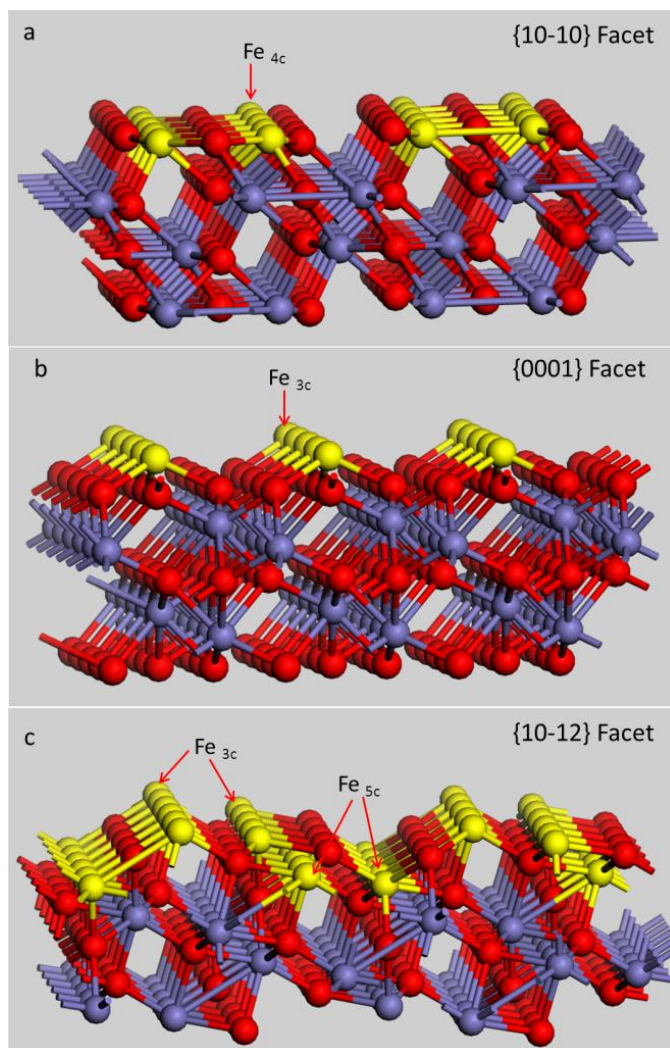 a
{10-10} Facet
Fe 4c
b
{0001} Facet
Fe 3c
c
{10-12} Facet
Fe 3c
Fe 5c